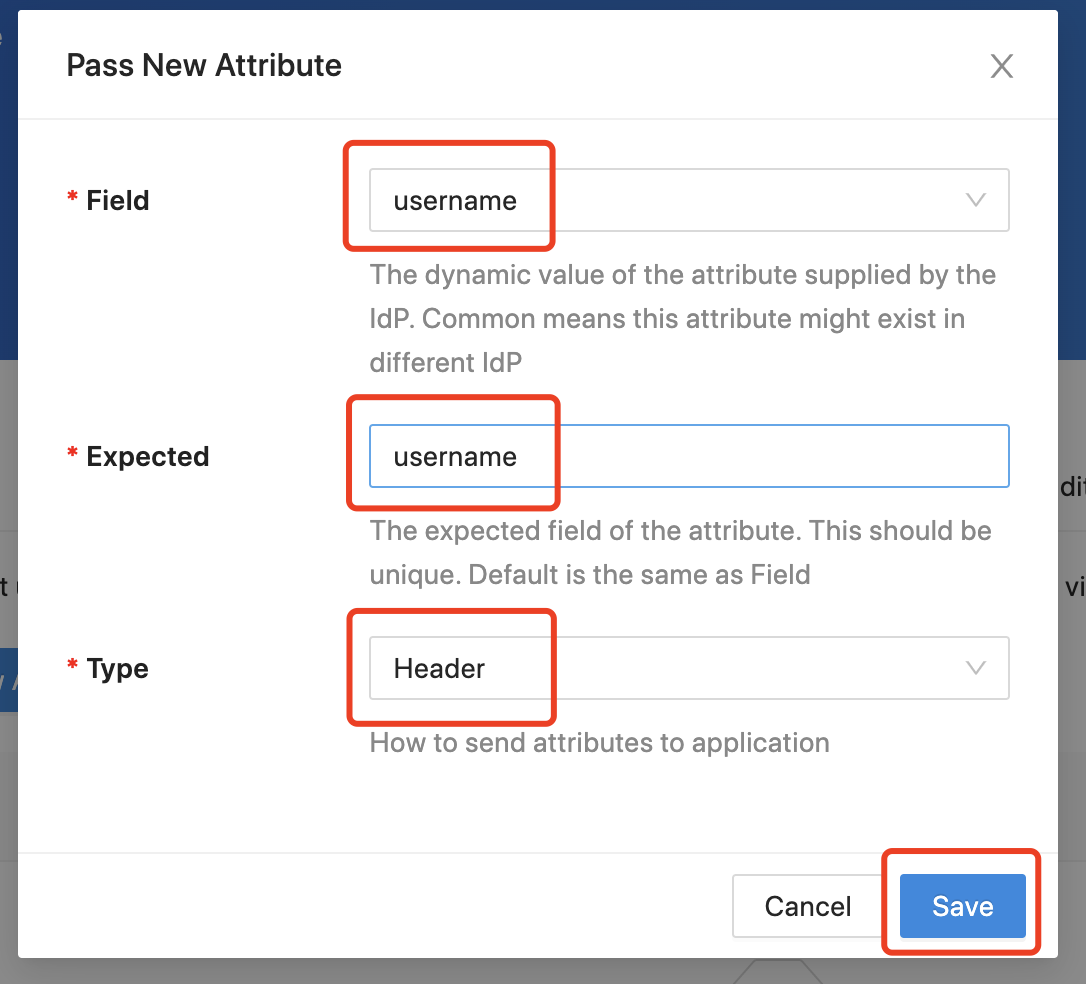 Pass New Attribute
* Field
username
The dynamic value of the attribute supplied by the
IdP. Common means this attribute might exist in
different IdP
* Expected
username
The expected field of the attribute. This should be
unique. Default is the same as Field
* Type
Header
How to send attributes to application
Cancel
Save